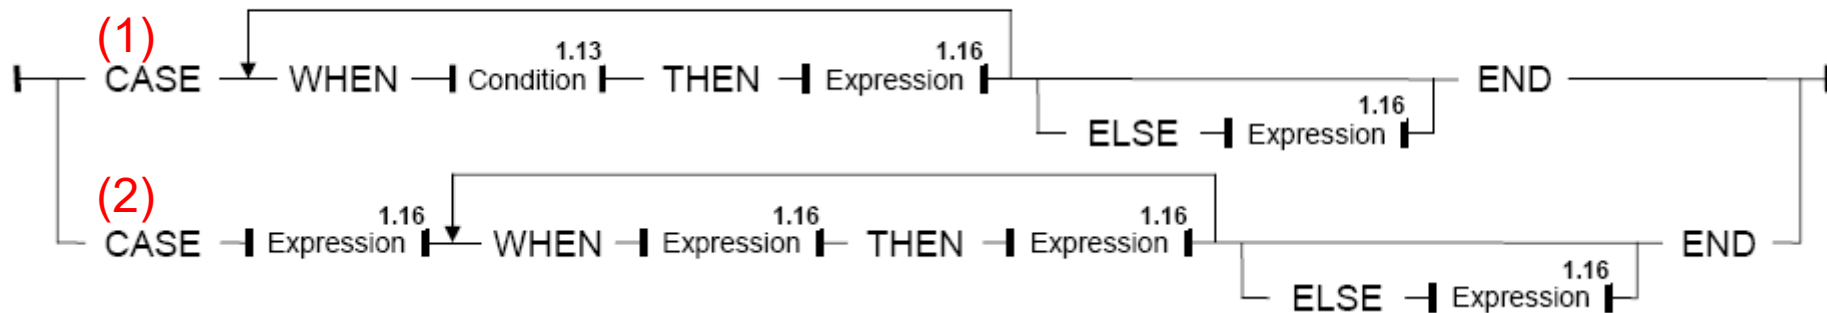 (1)
1.13 1.16
CASE WHEN Condition THEN Expression END
1.16
ELSE Expression
(2)
1.16 1.16 1.16
CASE Expression WHEN Expression THEN Expression END
1.16
ELSE Expression